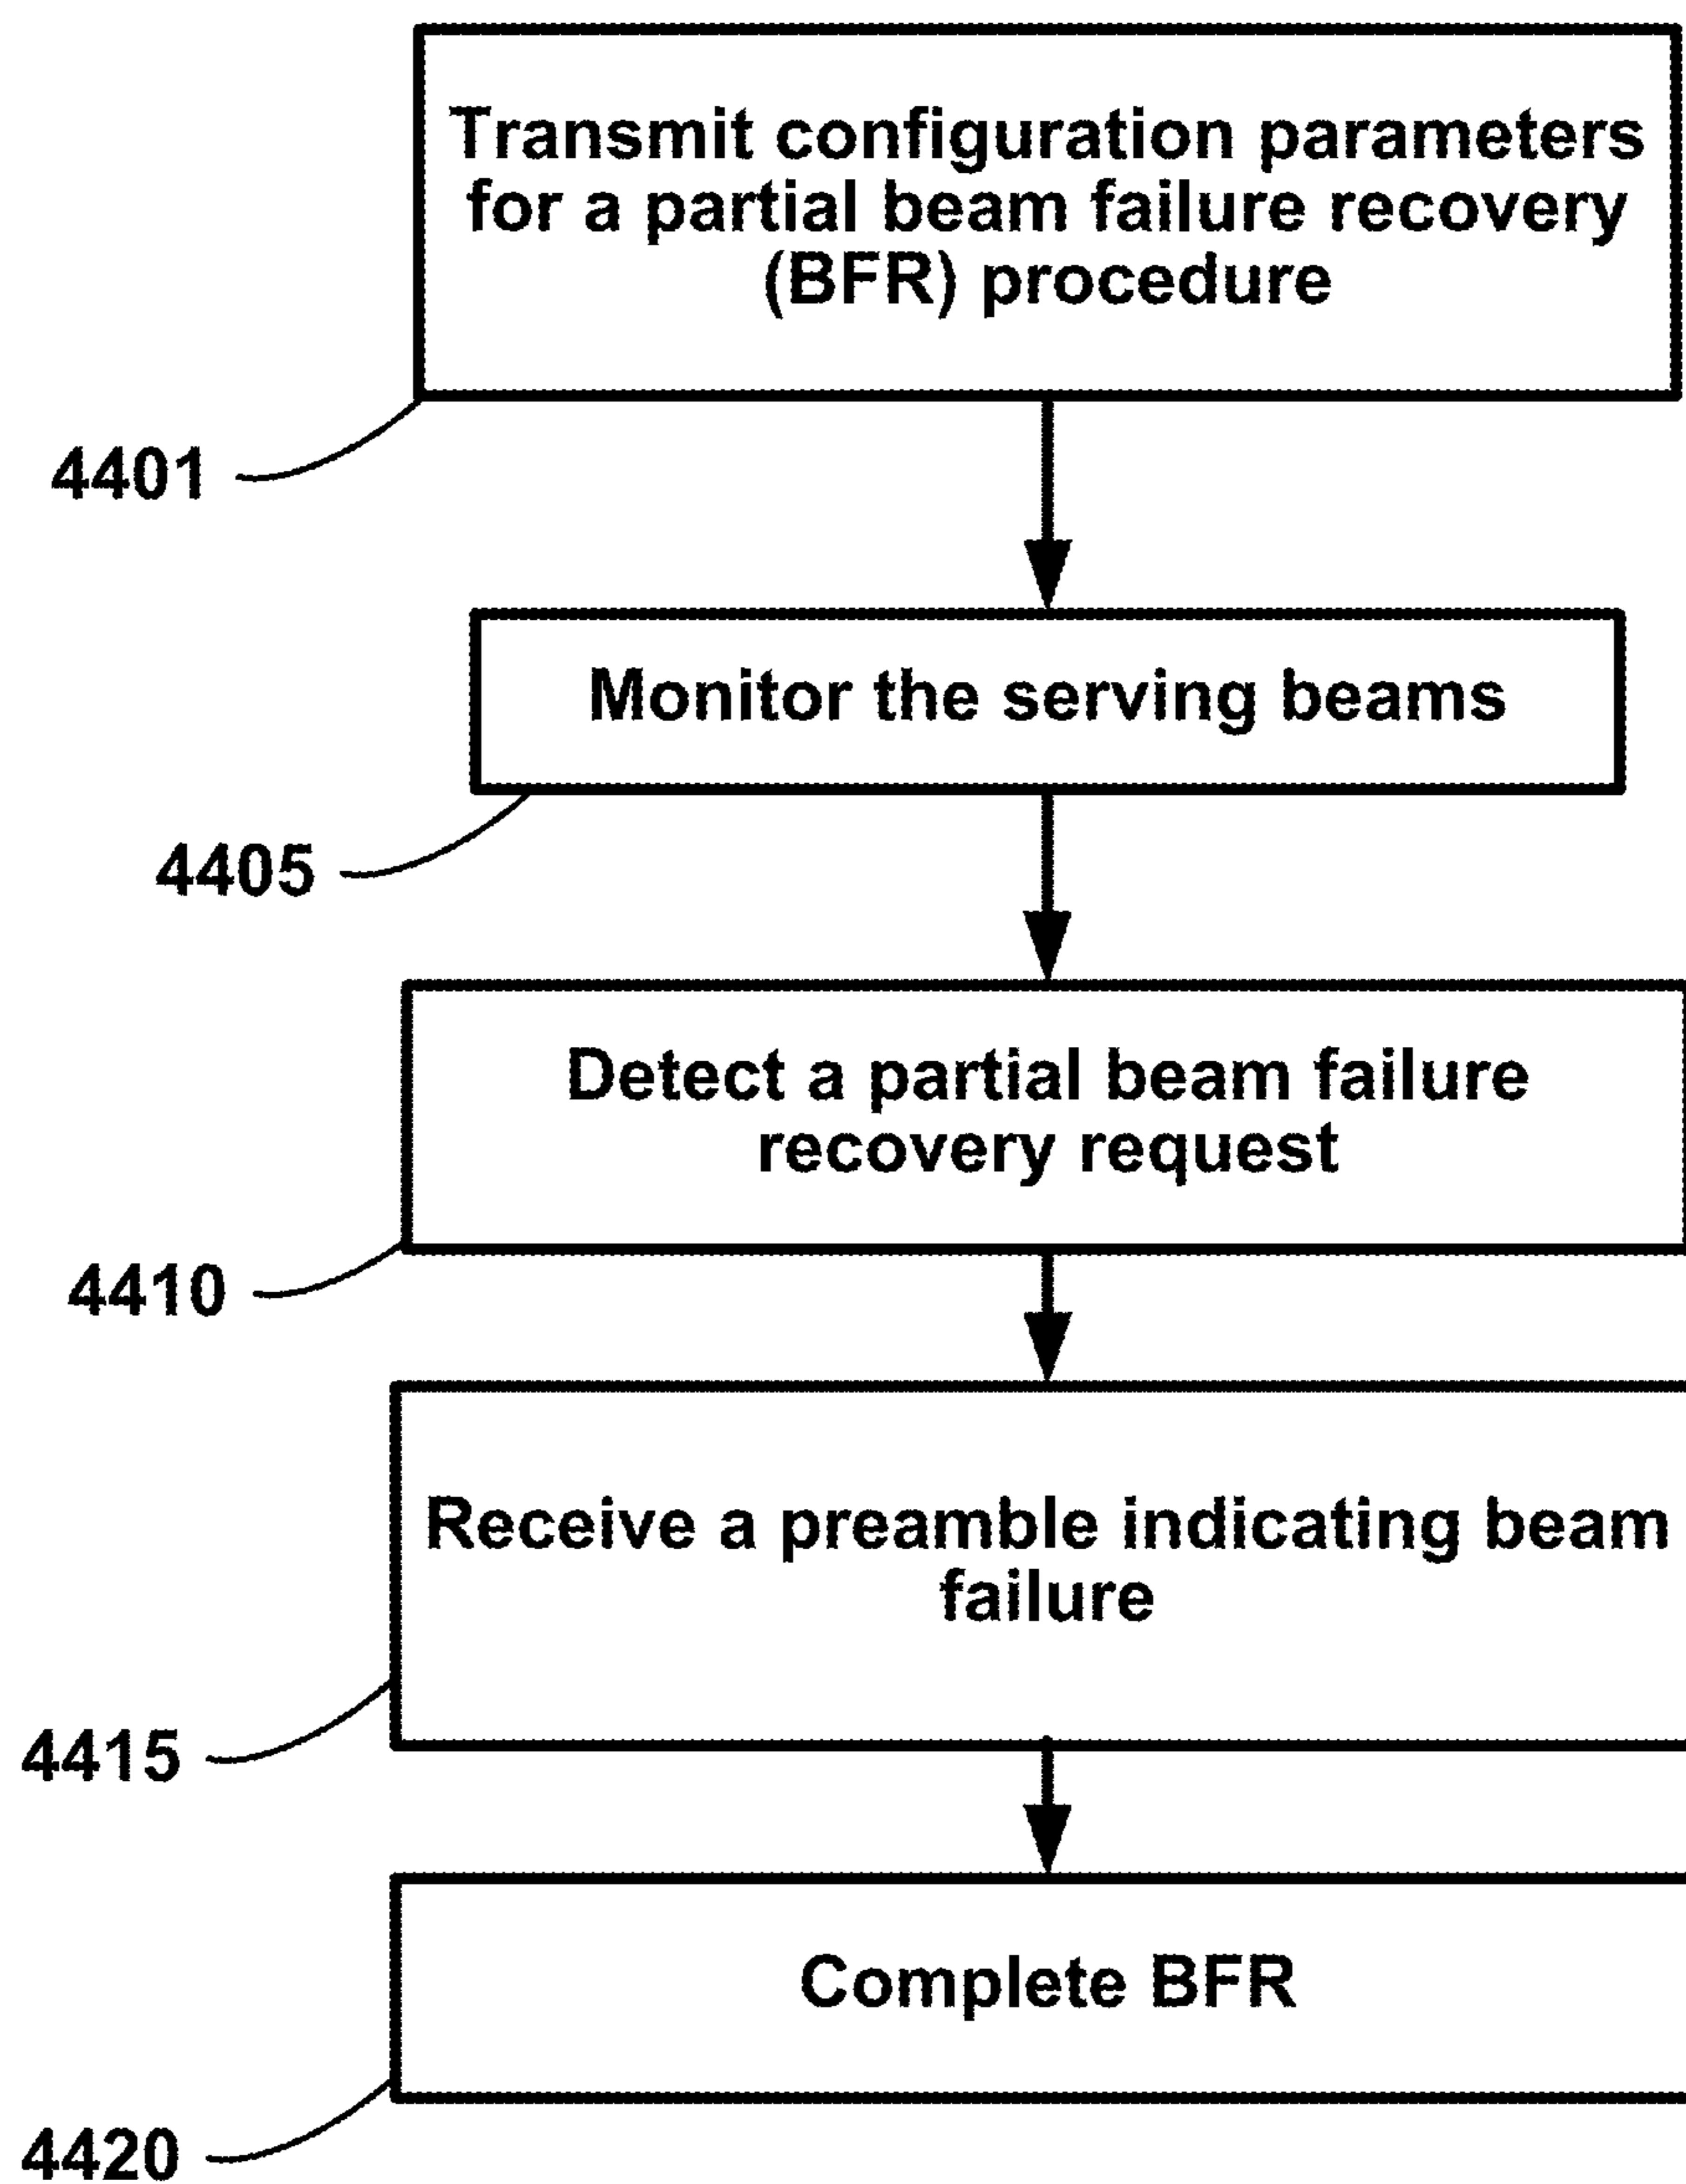 Transmit configuration parameters
for a partial beam failure recovery
(BFR) procedure
4401
Monitor the serving beams
4405
Detect a partial beam failure
recovery request
4410
Receive a preamble indicating beam
failure
4415
Complete BFR
4420